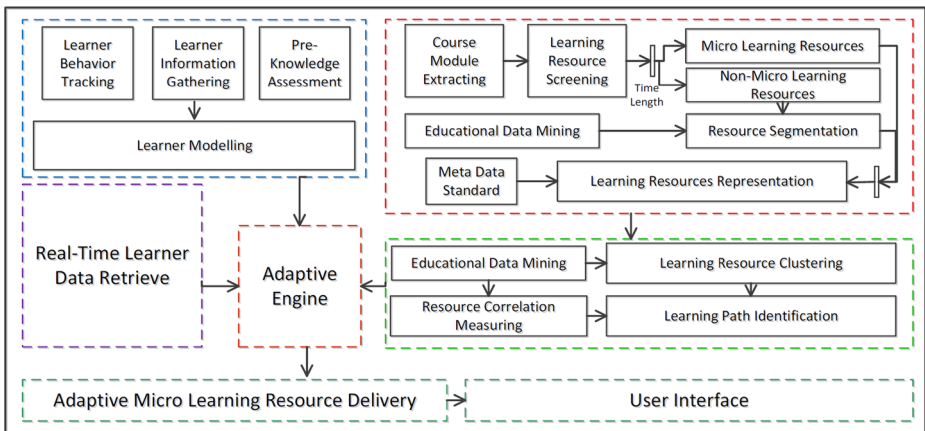 Learner
Behavior
Tracking
Learner
Information
Gathering
Pre-
Knowledge
Assessment
Learner Modelling
Course
Module
Extracting
Learning
Resource
Screening
Time
Length
Micro Learning Resources
Non-Micro Learning
Resources
Educational Data Mining
Resource Segmentation
Meta Data
Standard
Learning Resources Representation
Real-Time Learner
Data Retrieve
Adaptive
Engine
Educational Data Mining
Learning Resource Clustering
Resource Correlation
Measuring
Learning Path Identification
Adaptive Micro Learning Resource Delivery
User Interface